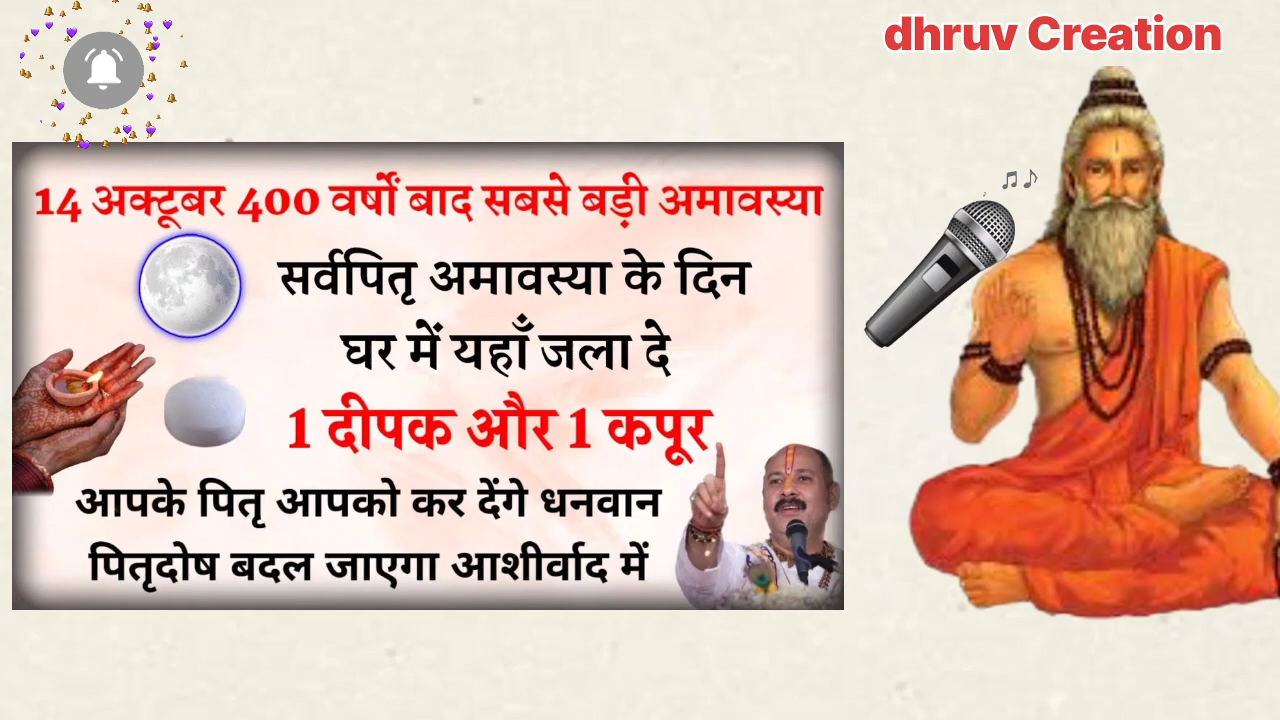 dhruv Creation
14 अक्टूबर 400 वर्षों बाद सबसे बड़ी अमावस्या
सर्वपितृ अमावस्या के दिन
घर में यहाँ जला दे
1 दीपक और 1 कपूर
आपके पितृ आपको कर देंगे धनवान
पितृदोष बदल जाएगा आशीर्वाद में